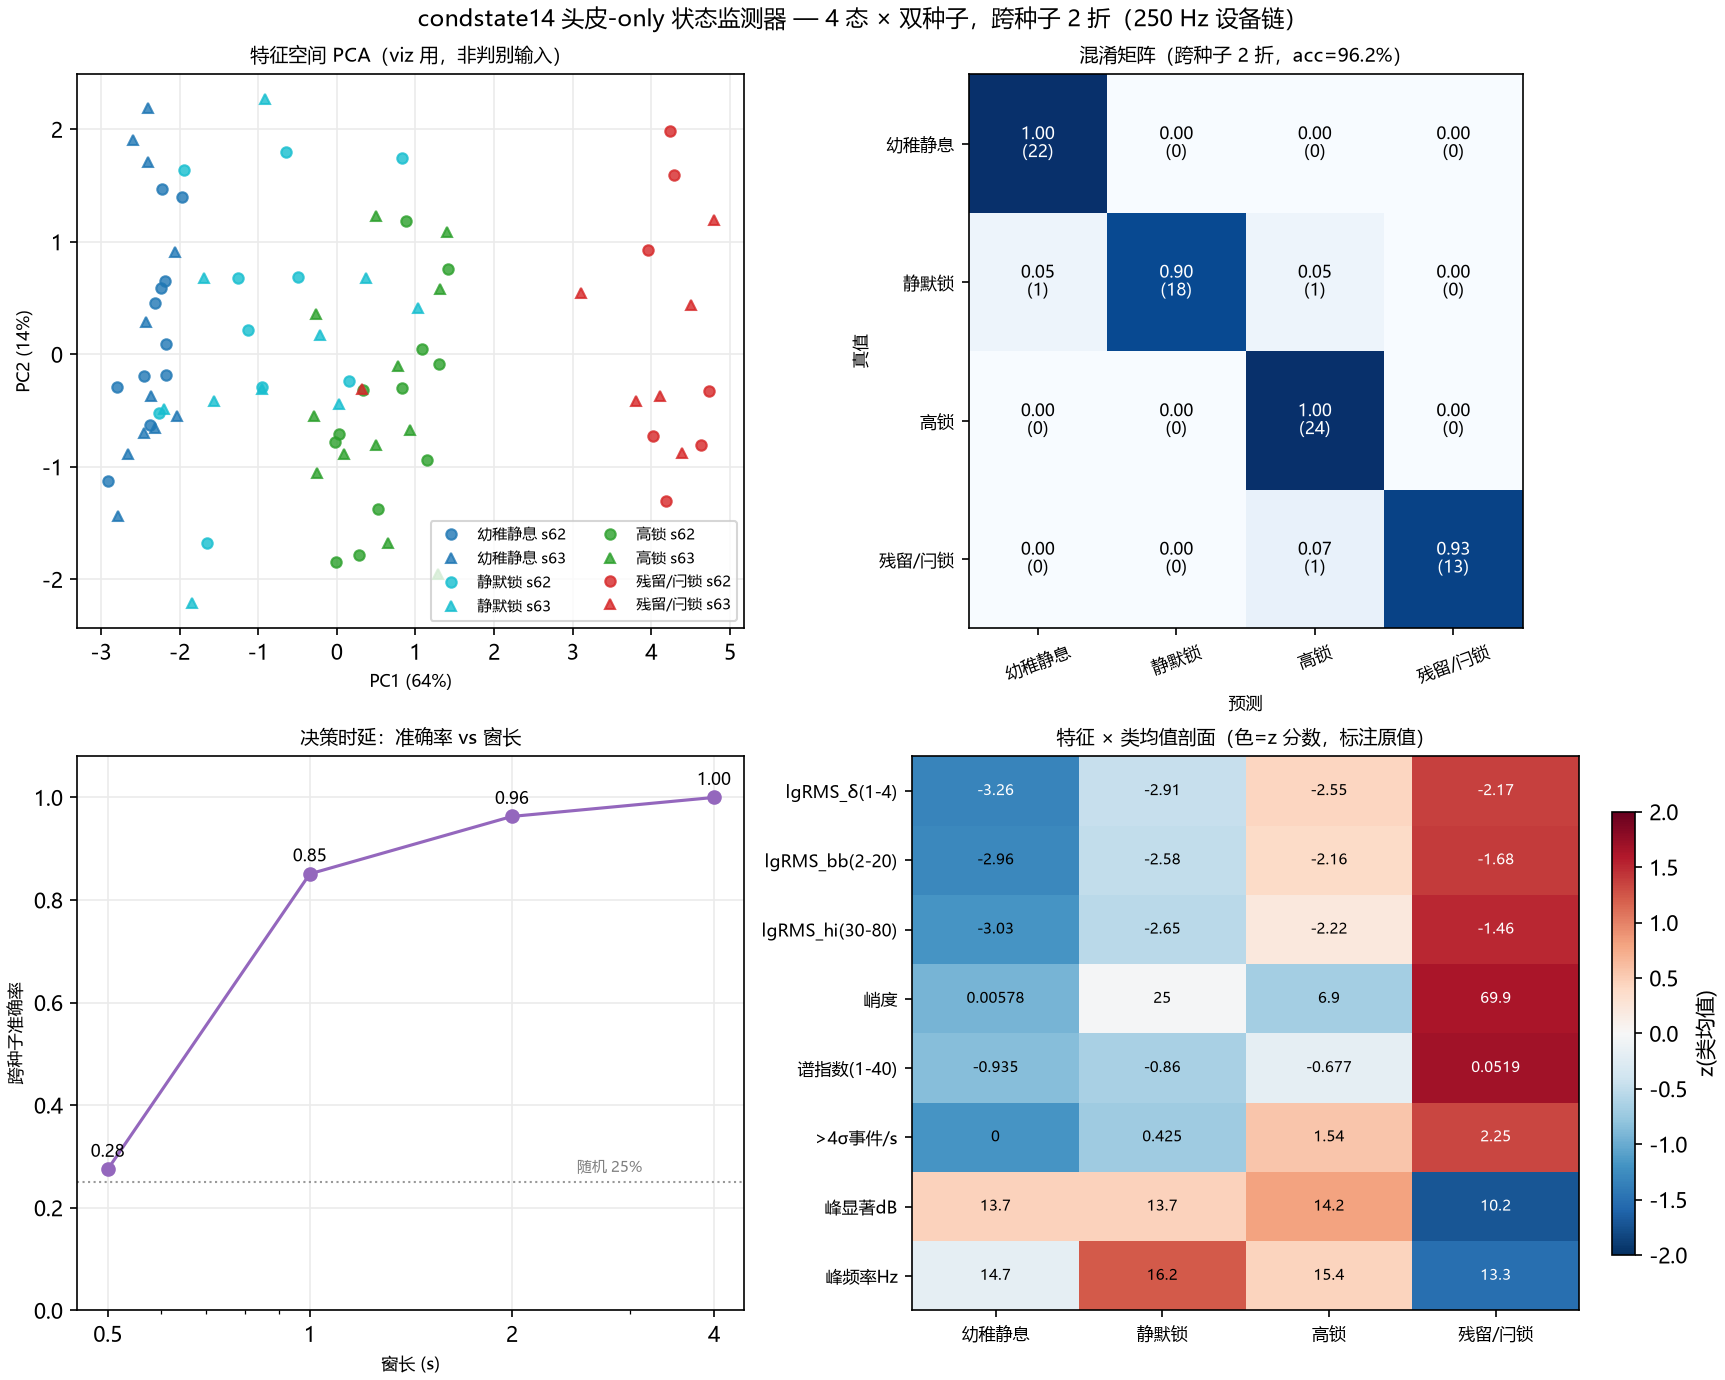 condstate14 头皮-only 状态监测器 — 4 态 × 双种子，跨种子 2 折（250 Hz 设备链）
特征空间 PCA（viz 用，非判别输入）
PC2 (14%)
2
1
0
-1
-2
幼稚静息 s62
幼稚静息 s63
静默锁 s62
静默锁 s63
高锁 s62
高锁 s63
残留/闩锁 s62
残留/闩锁 s63
-3 -2 -1 0 1 2 3 4 5
PC1 (64%)
混淆矩阵（跨种子 2 折，acc=96.2%）
真值
幼稚静息
1.00 0.00 0.00 0.00
(22) (0) (0) (0)
静默锁
0.05 0.90 0.05 0.00
(1) (18) (1) (0)
高锁
0.00 0.00 1.00 0.00
(0) (0) (24) (0)
残留/闩锁
0.00 0.00 0.07 0.93
(0) (0) (1) (13)
幼稚静息 静默锁 高锁 残留/闩锁
预测
决策时延：准确率 vs 窗长
跨种子准确率
1.0
0.8
0.6
0.4
0.2
0.0
0.28
0.85
0.96
1.00
随机 25%
0.5 1 2 4
窗长 (s)
特征 × 类均值剖面（色=z 分数，标注原值）
lgRMS_δ(1-4) -3.26 -2.91 -2.55 -2.17
lgRMS_bb(2-20) -2.96 -2.58 -2.16 -1.68
lgRMS_hi(30-80) -3.03 -2.65 -2.22 -1.46
峭度 0.00578 25 6.9 69.9
谱指数(1-40) -0.935 -0.86 -0.677 0.0519
>4σ事件/s 0 0.425 1.54 2.25
峰显著dB 13.7 13.7 14.2 10.2
峰频率Hz 14.7 16.2 15.4 13.3
幼稚静息 静默锁 高锁 残留/闩锁
2.0
1.5
1.0
0.5
0.0
-0.5
-1.0
-1.5
-2.0
z(类均值)